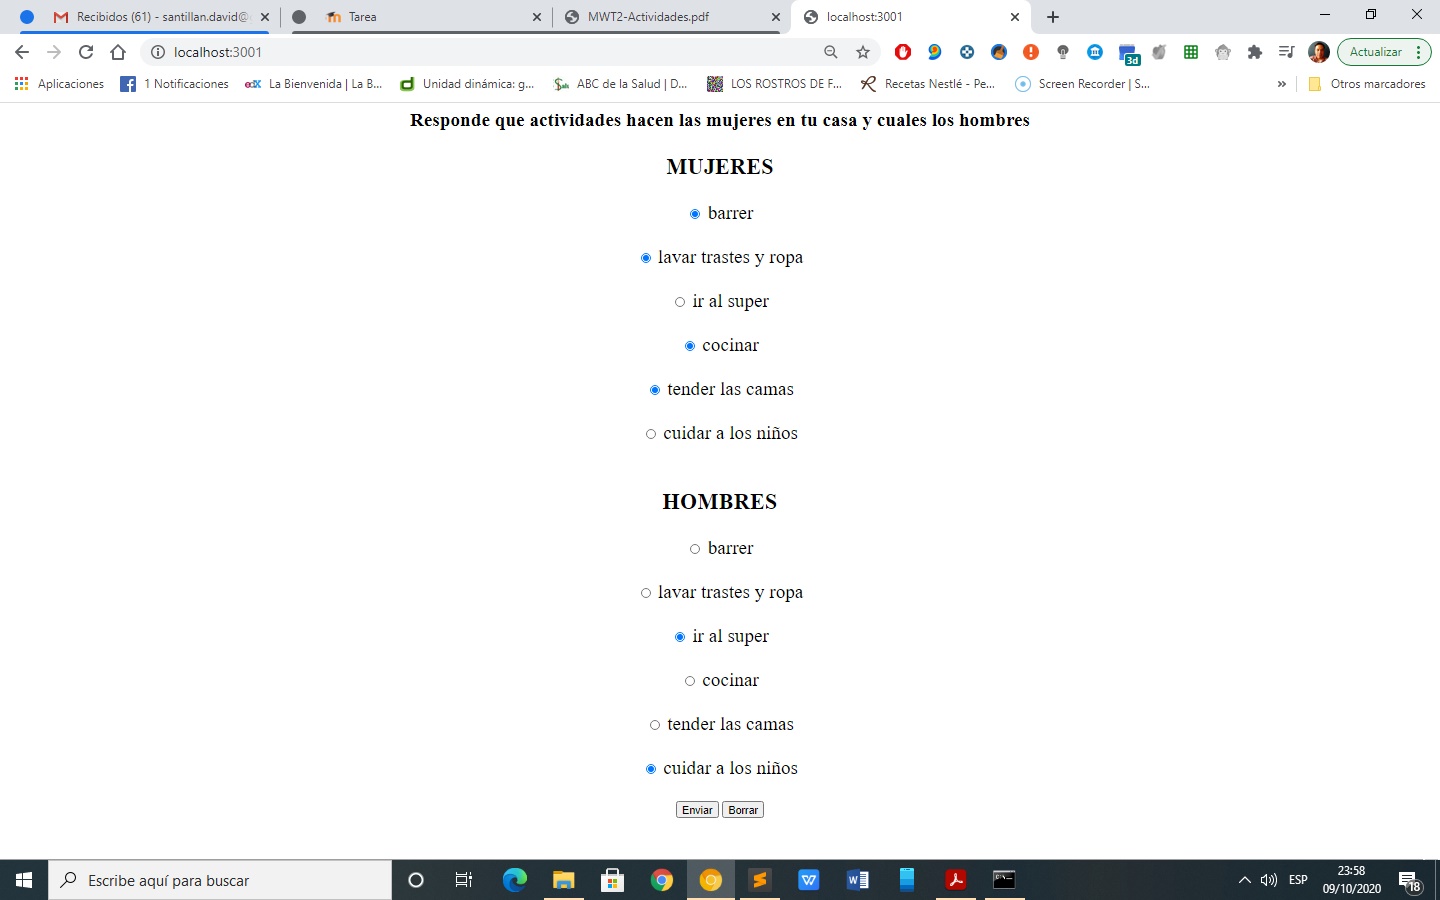 Recibidos (61) - santillan.david@
Tarea
MWT2-Actividades.pdf
localhost:3001
localhost:3001
3d
Actualizar
Aplicaciones
1 Notificaciones
edX
La Bienvenida | La B...
Unidad dinámica: g...
ABC de la Salud | D...
LOS ROSTROS DE F...
Recetas Nestlé - Pe...
Screen Recorder | S...
»
Otros marcadores
Responde que actividades hacen las mujeres en tu casa y cuales los hombres
MUJERES
barrer
lavar trastes y ropa
ir al super
cocinar
tender las camas
cuidar a los niños
HOMBRES
barrer
lavar trastes y ropa
ir al super
cocinar
tender las camas
cuidar a los niños
Enviar Borrar
Escribe aquí para buscar
ESP
23:58
09/10/2020
18